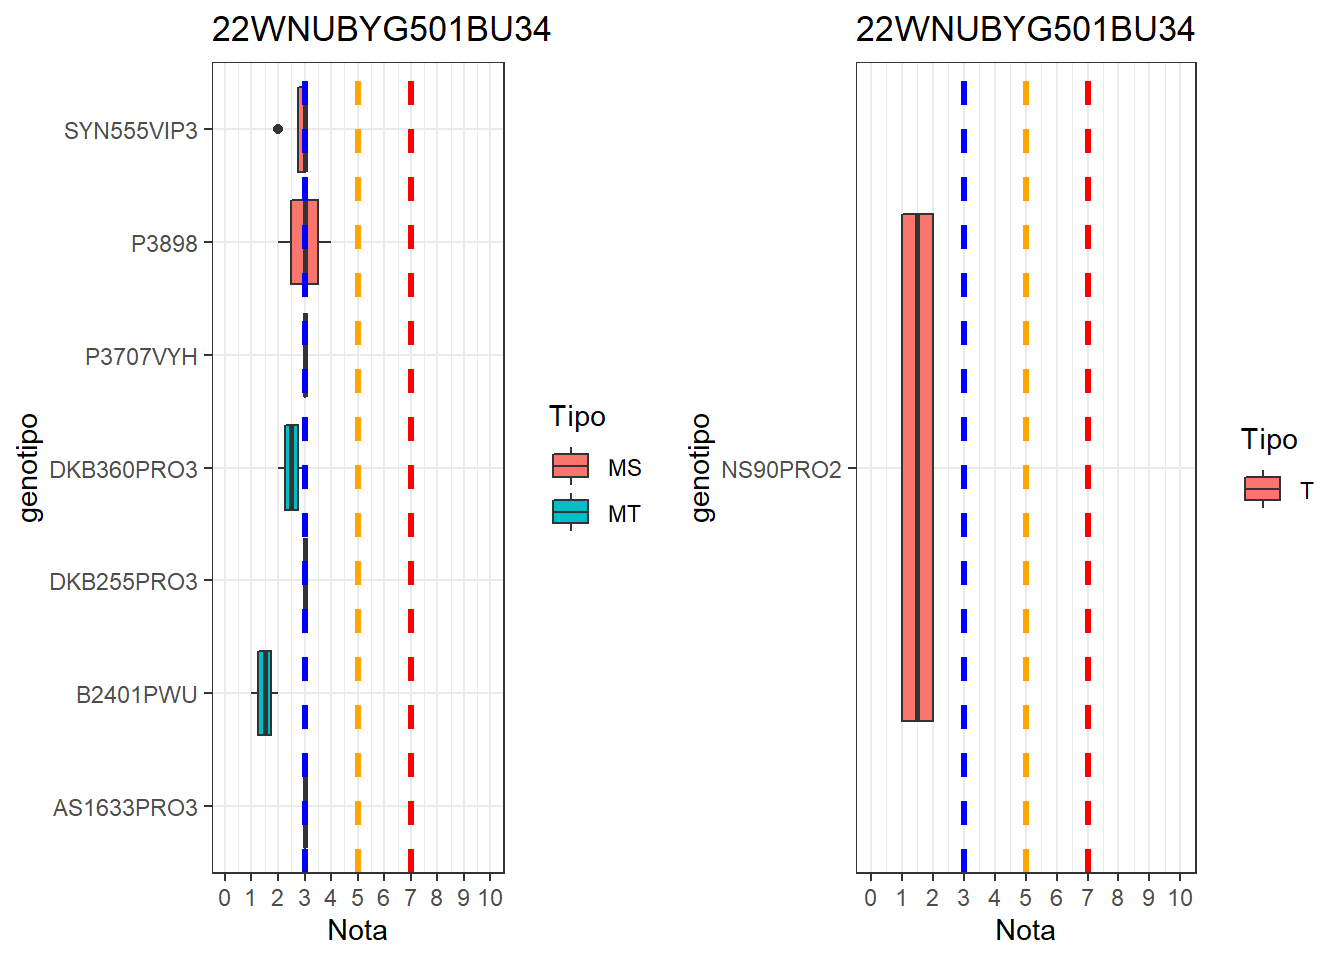 22WNUBYG501BU34
genotipo
SYN555VIP3
P3898
P3707VYH
DKB360PRO3
DKB255PRO3
B2401PWU
AS1633PRO3
0 1 2 3 4 5 6 7 8 9 10
Nota
Tipo
MS
MT
22WNUBYG501BU34
genotipo
NS90PRO2
0 1 2 3 4 5 6 7 8 9 10
Nota
Tipo
T